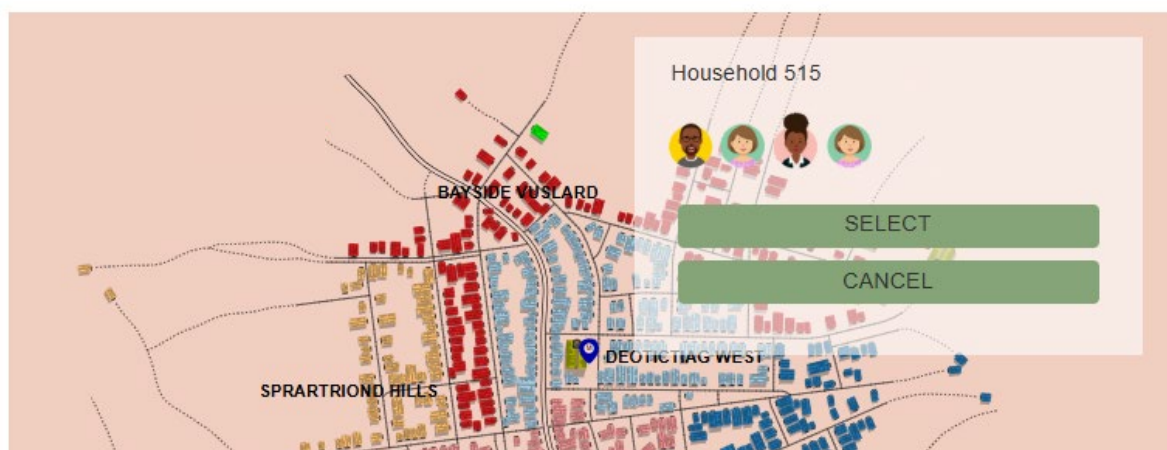 Household 515
BAYSIDE VUSLARD
SELECT
CANCEL
DEOTICTIAG WEST
SPRARTRIOND HILLS